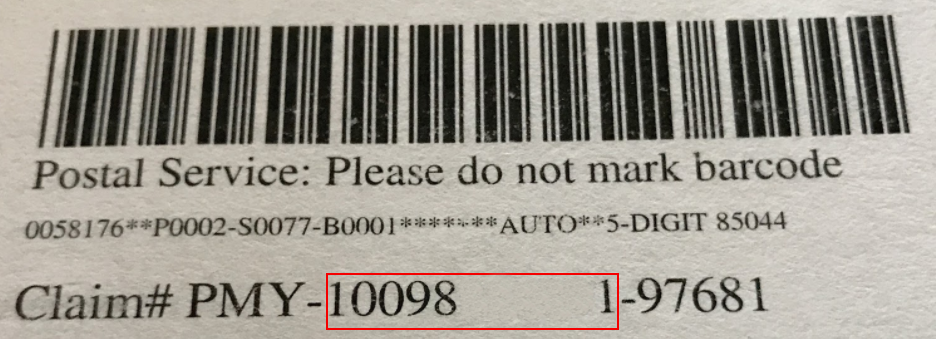 Postal Service: Please do not mark barcode
0058176**P0002-S0077-B0001*******AUTO**5-DIGIT 85044
Claim# PMY-10098 1-97681